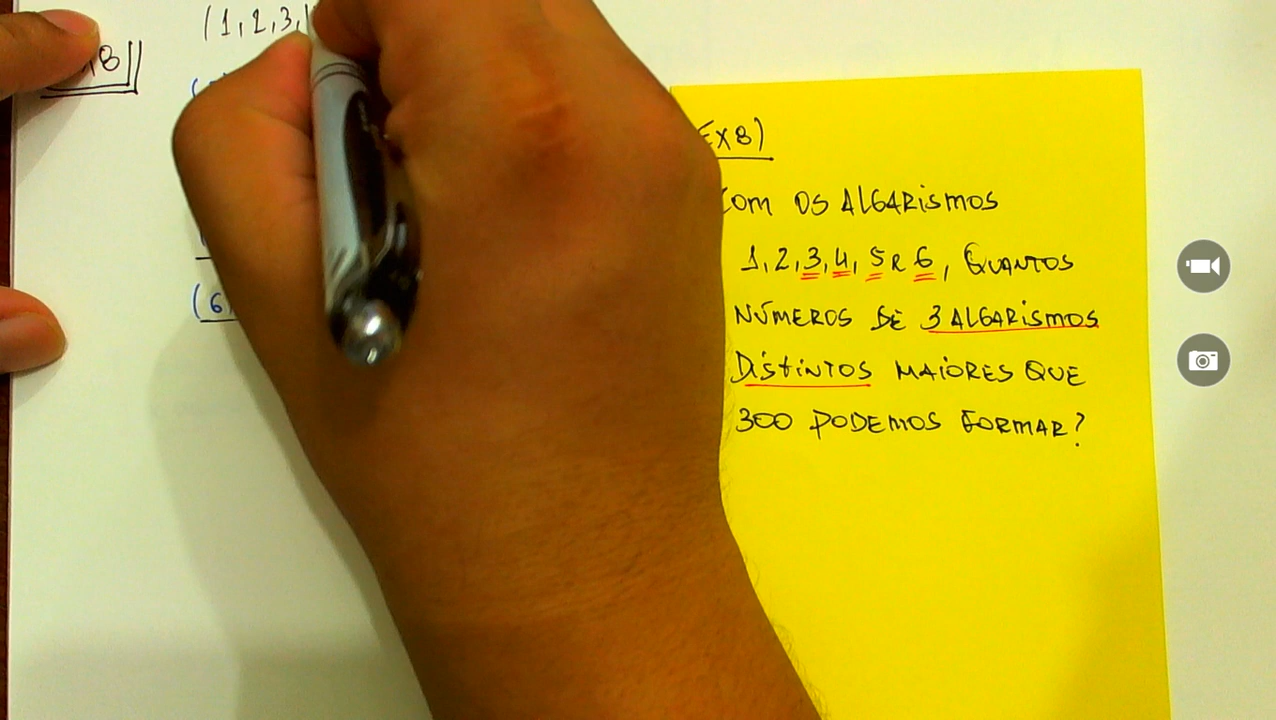 (1,2,3,
x8
(6
Ex8)
Com os ALGARismos
1,2,3,4,5 e 6, QUANTOS
NÚMEROS DE 3 ALGARISMOS
DistiNTOS MAiORES QUE
300 PODEMOS FORMAR?